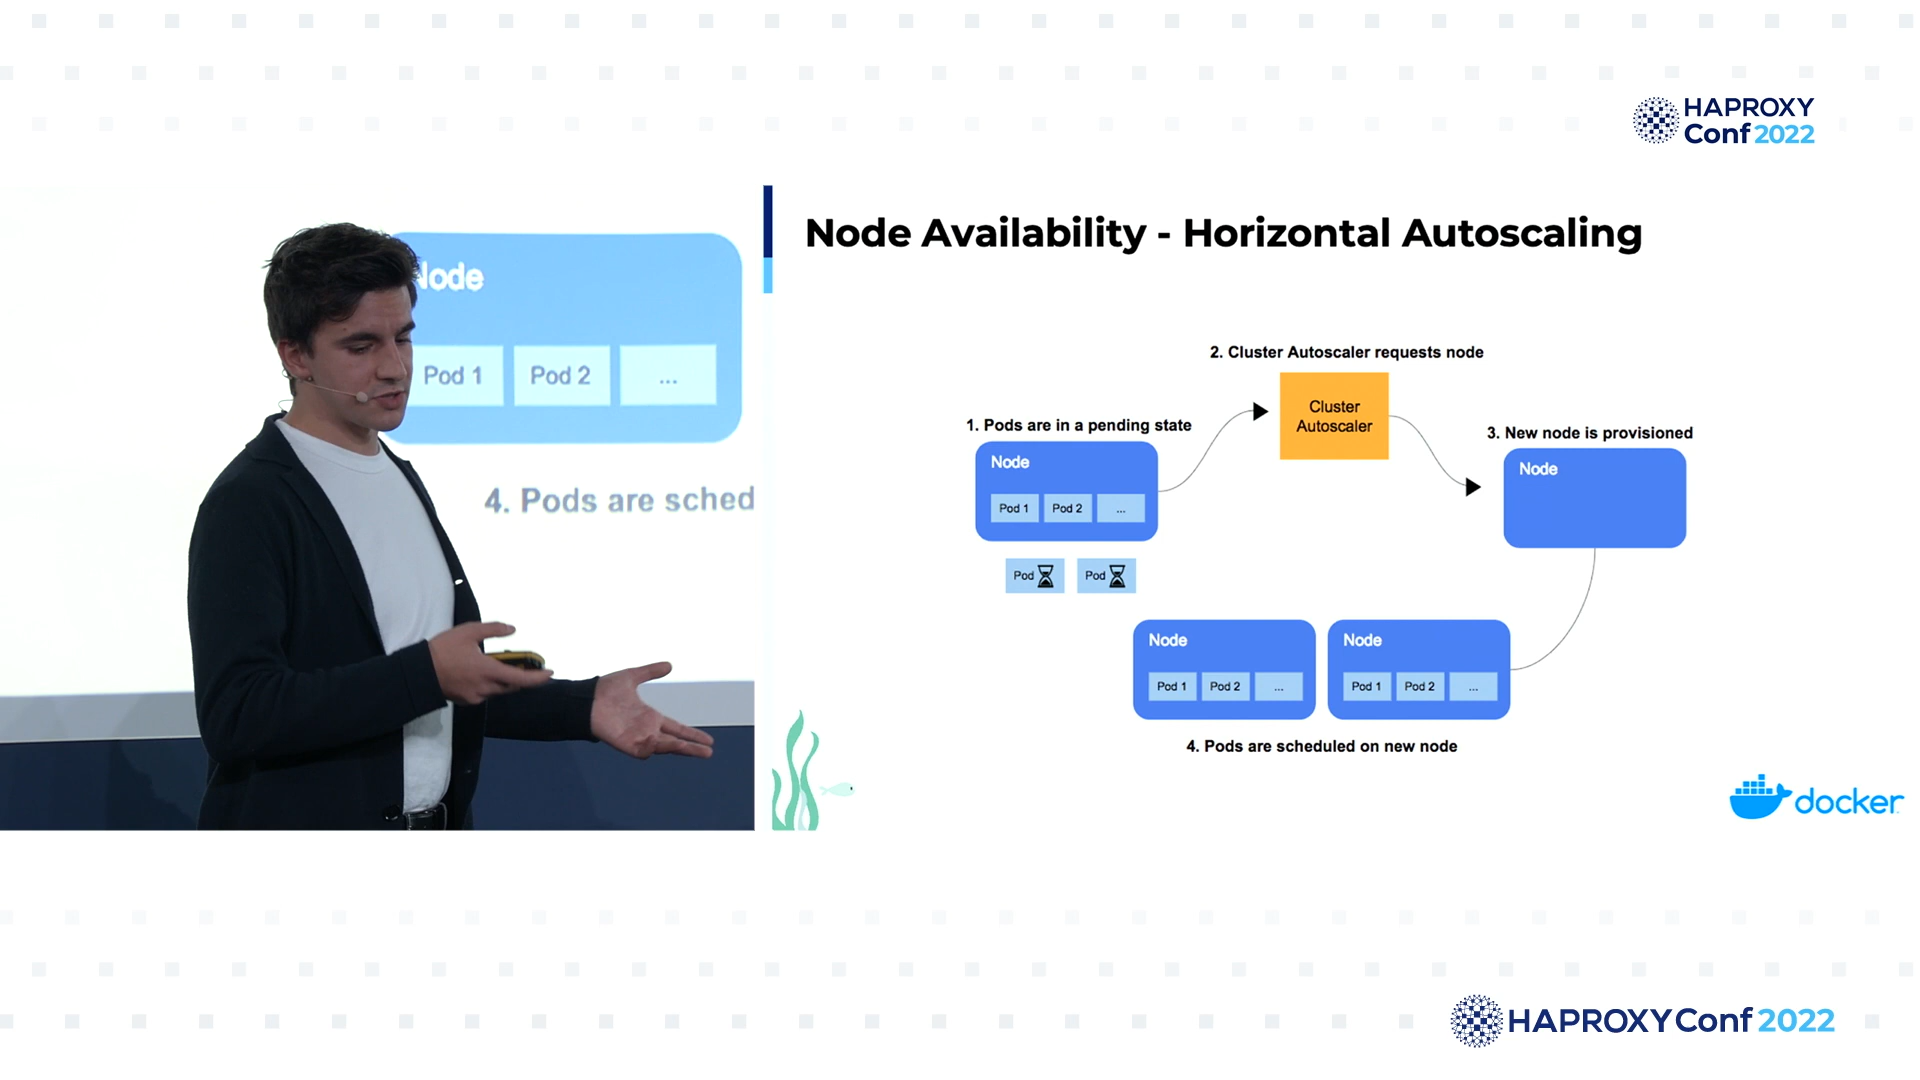 HAPROXY
Conf 2022
Node
Pod 1
Pod 2
...
4. Pods are sched
Node Availability - Horizontal Autoscaling
2. Cluster Autoscaler requests node
Cluster
Autoscaler
1. Pods are in a pending state
Node
Pod 1
Pod 2
...
Pod
Pod
3. New node is provisioned
Node
Node
Pod 1
Pod 2
...
Node
Pod 1
Pod 2
...
4. Pods are scheduled on new node
docker
HAPROXYConf 2022